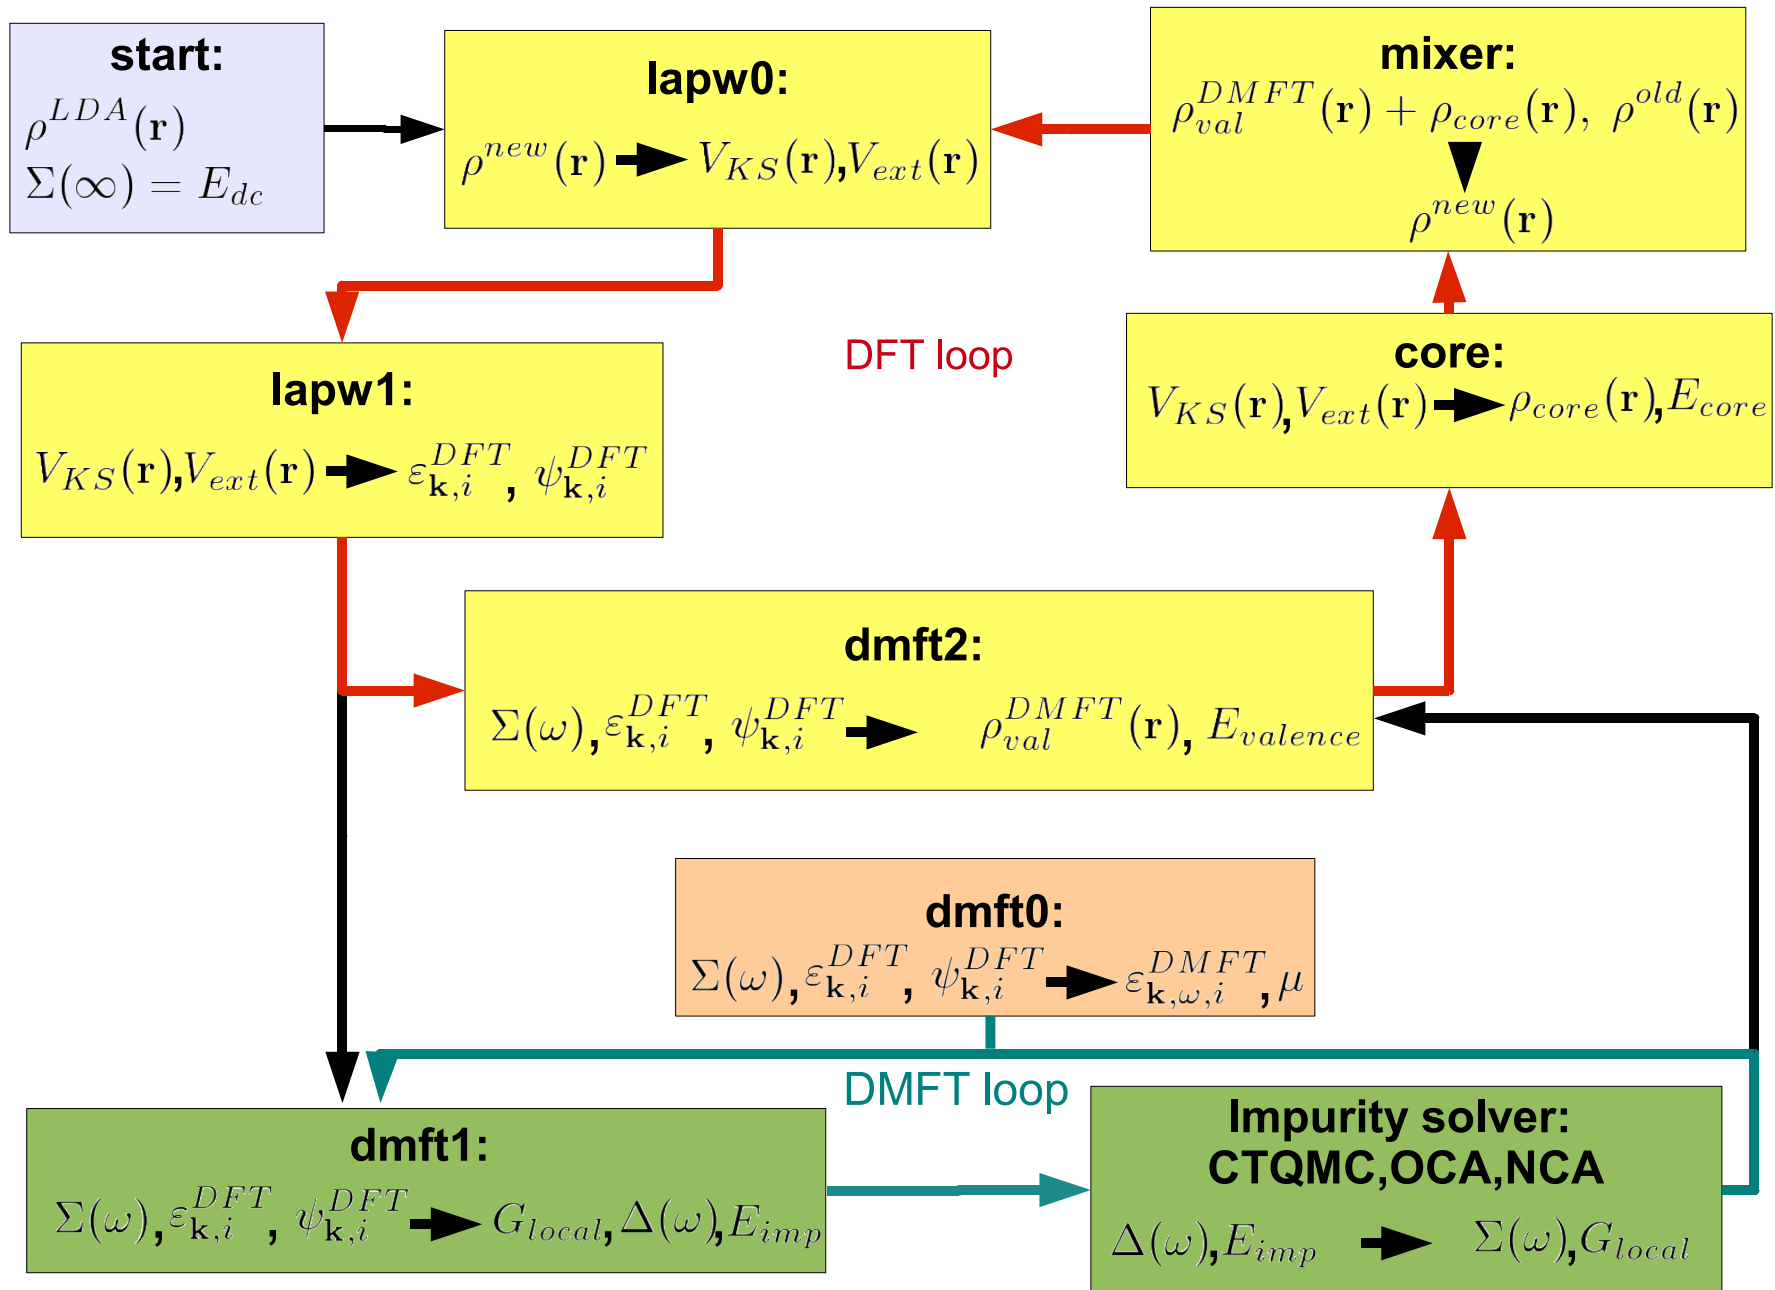 start:
ρ^{LDA}(r)
Σ(∞) = E_{dc}
lapw0:
ρ^{new}(r) → V_{KS}(r),V_{ext}(r)
mixer:
ρ_{val}^{DMFT}(r) + ρ_{core}(r), ρ^{old}(r)
ρ^{new}(r)
DFT loop
core:
V_{KS}(r),V_{ext}(r) → ρ_{core}(r),E_{core}
lapw1:
V_{KS}(r),V_{ext}(r) → ε_{k,i}^{DFT}, ψ_{k,i}^{DFT}
dmft2:
Σ(ω),ε_{k,i}^{DFT}, ψ_{k,i}^{DFT} → ρ_{val}^{DMFT}(r), E_{valence}
dmft0:
Σ(ω),ε_{k,i}^{DFT}, ψ_{k,i}^{DFT} → ε_{k,ω,i}^{DMFT},μ
DMFT loop
dmft1:
Σ(ω),ε_{k,i}^{DFT}, ψ_{k,i}^{DFT} → G_{local},Δ(ω),E_{imp}
Impurity solver:
CTQMC,OCA,NCA
Δ(ω),E_{imp} → Σ(ω),G_{local}